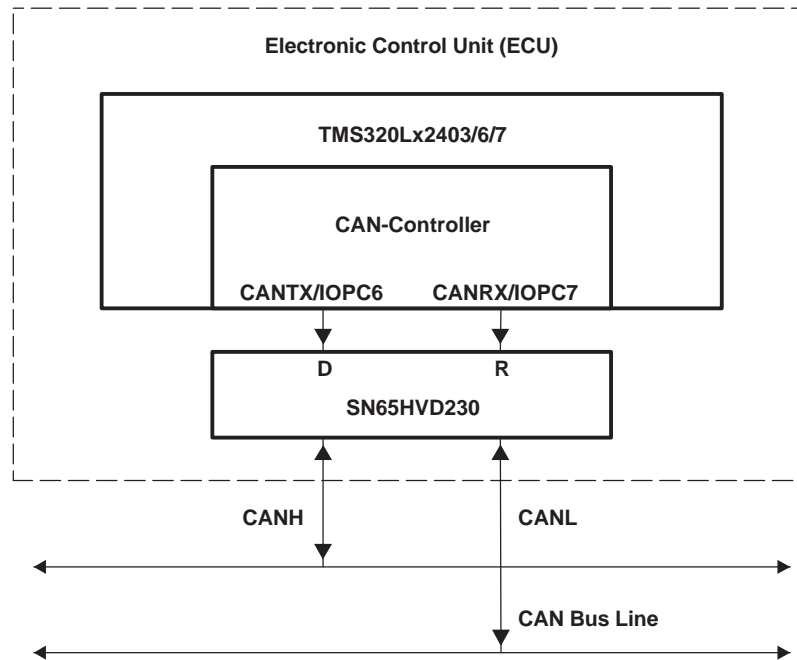 Electronic Control Unit (ECU)
TMS320Lx2403/6/7
CAN-Controller
CANTX/IOPC6 CANRX/IOPC7
D R
SN65HVD230
CANH CANL
CAN Bus Line